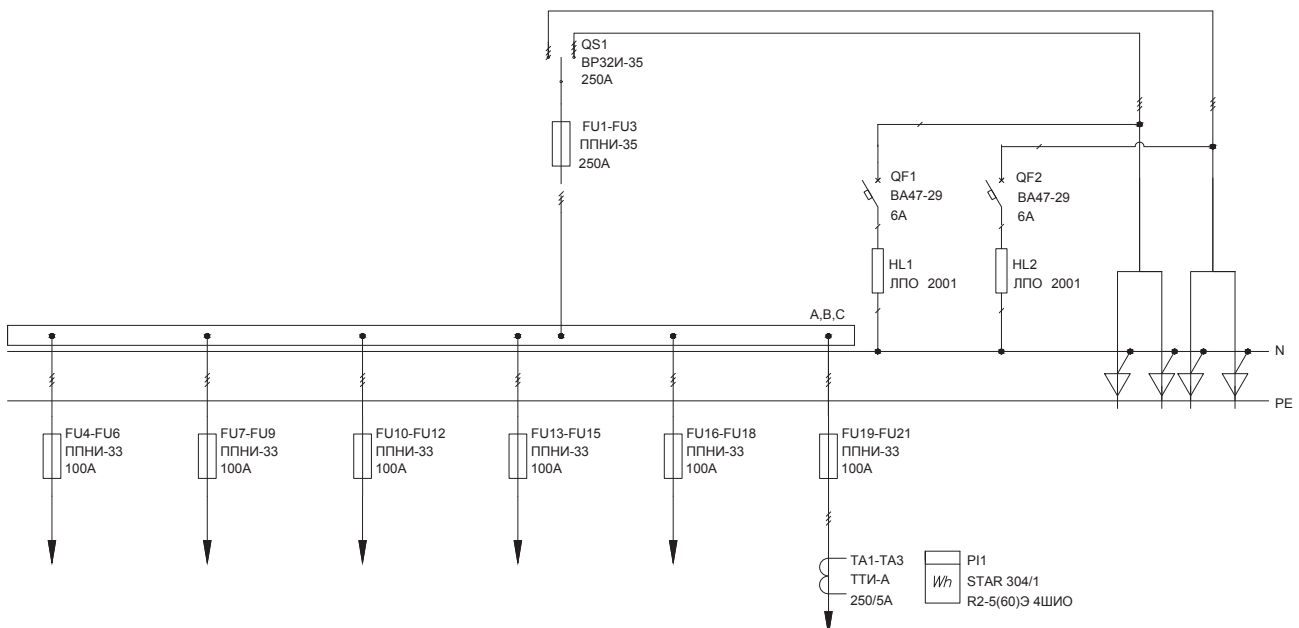 QS1
ВР32И-35
250А
FU1-FU3
ППНИ-35
250А
QF1
ВА47-29
6А
QF2
ВА47-29
6А
HL1
ЛПО 2001
HL2
ЛПО 2001
A,B,C
N
PE
FU4-FU6
ППНИ-33
100А
FU7-FU9
ППНИ-33
100А
FU10-FU12
ППНИ-33
100А
FU13-FU15
ППНИ-33
100А
FU16-FU18
ППНИ-33
100А
FU19-FU21
ППНИ-33
100А
TA1-TA3
ТТИ-А
250/5А
Wh
PI1
STAR 304/1
R2-5(60)Э 4ШИО